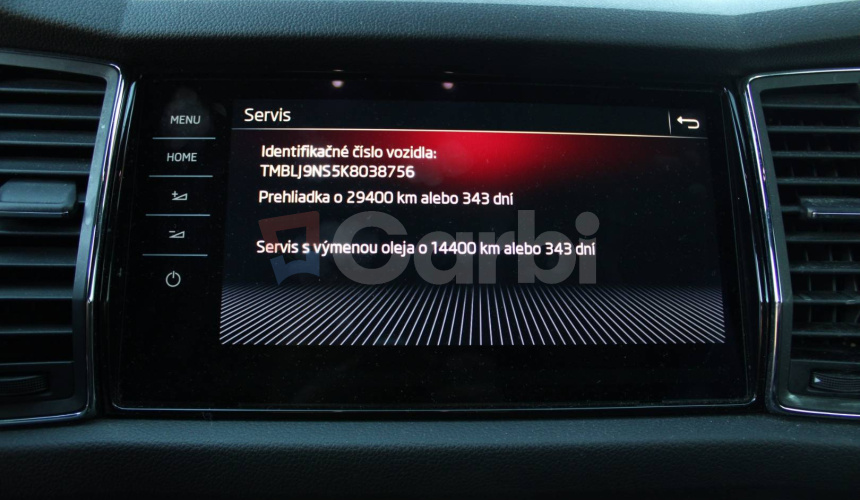 MENU
Servis
HOME
Identifikačné číslo vozidla:
TMBLJ9NS5K8038756
Prehliadka o 29400 km alebo 343 dní
Carbi
Servis s výmenou oleja o 14400 km alebo 343 dní